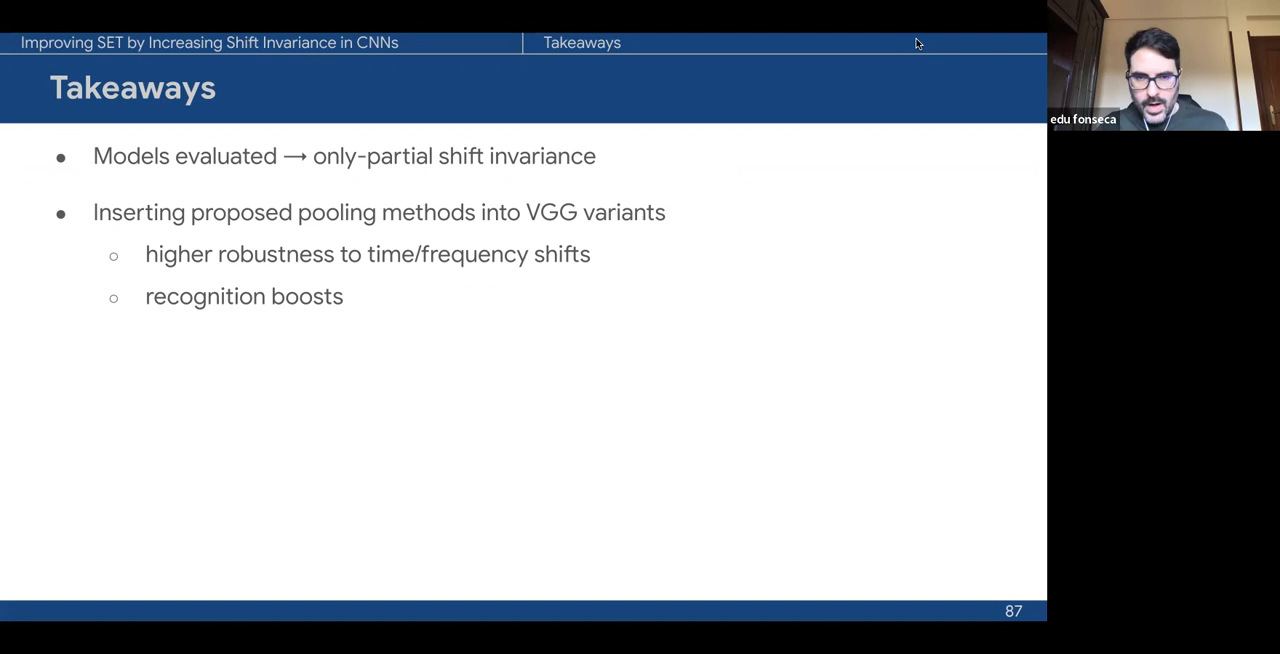 Improving SET by Increasing Shift Invariance in CNNs
Takeaways
Takeaways
● Models evaluated → only-partial shift invariance
● Inserting proposed pooling methods into VGG variants
○ higher robustness to time/frequency shifts
○ recognition boosts
87
edu fonseca